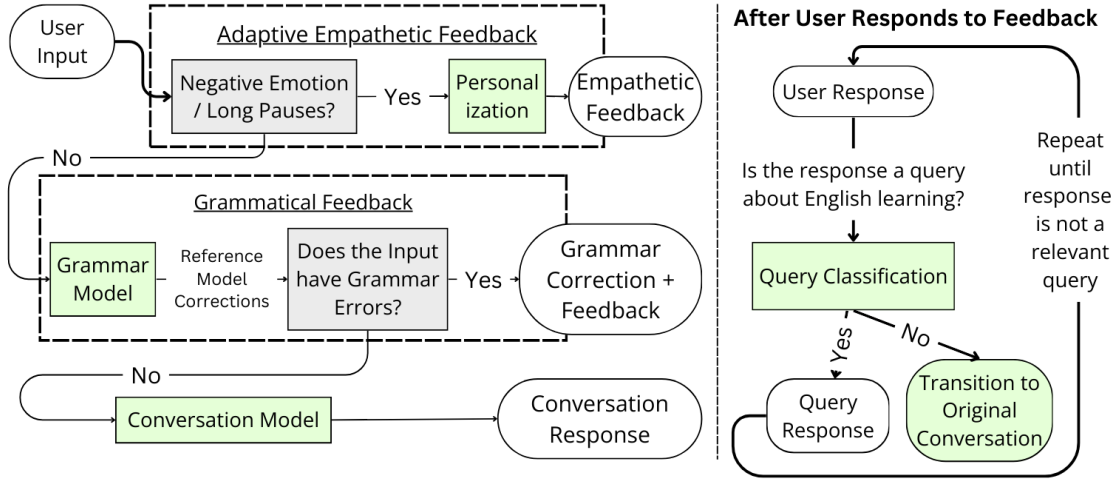 User
Input
Adaptive Empathetic Feedback
Negative Emotion
/ Long Pauses?
Yes
Personal
ization
Empathetic
Feedback
No
Grammatical Feedback
Grammar
Model
Reference
Model
Corrections
Does the Input
have Grammar
Errors?
Yes
Grammar
Correction +
Feedback
No
Conversation Model
Conversation
Response
After User Responds to Feedback
User Response
Is the response a query
about English learning?
Query Classification
Yes
No
Query
Response
Transition to
Original
Conversation
Repeat
until
response
is not a
relevant
query